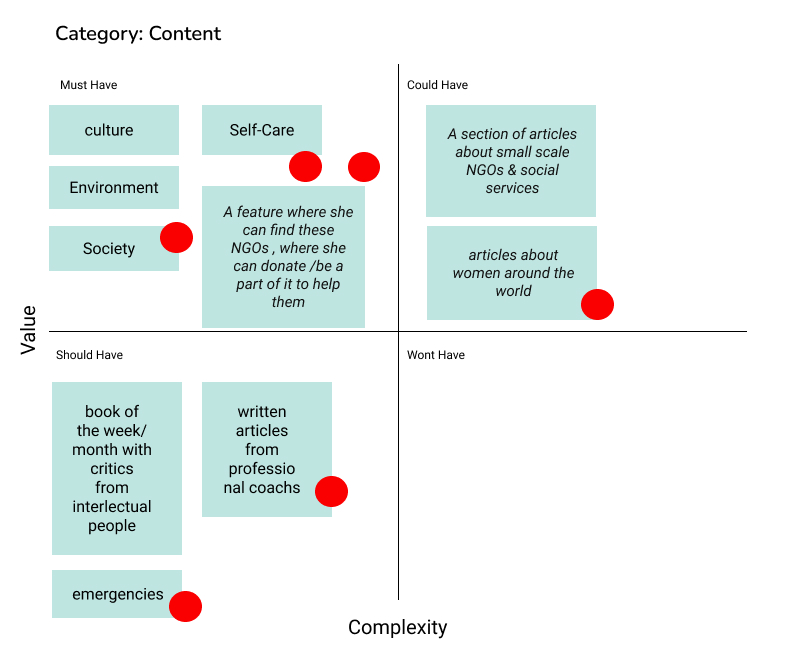 Category: Content
Must Have
culture
Self-Care
Environment
Society
A feature where she
can find these
NGOs , where she
can donate /be a
part of it to help
them
Could Have
A section of articles
about small scale
NGOs & social
services
articles about
women around the
world
Value
Should Have
book of
the week/
month with
critics
from
interlectual
people
written
articles
from
professio
nal coachs
emergencies
Wont Have
Complexity